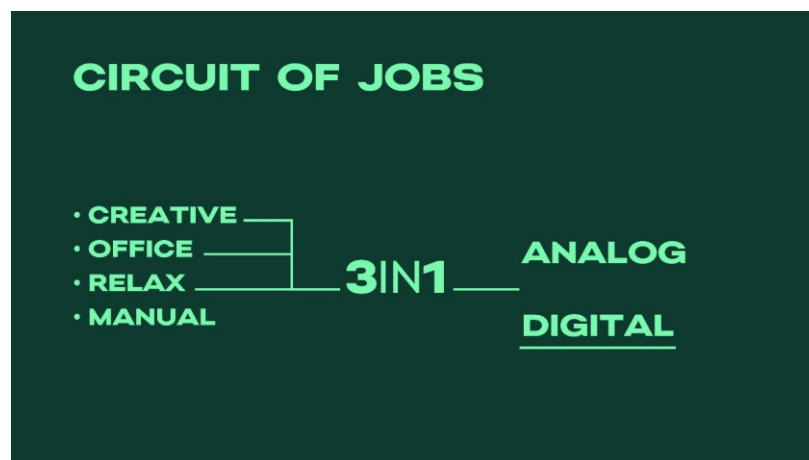 CIRCUIT OF JOBS
• CREATIVE
• OFFICE
• RELAX
• MANUAL
3IN1
ANALOG
DIGITAL